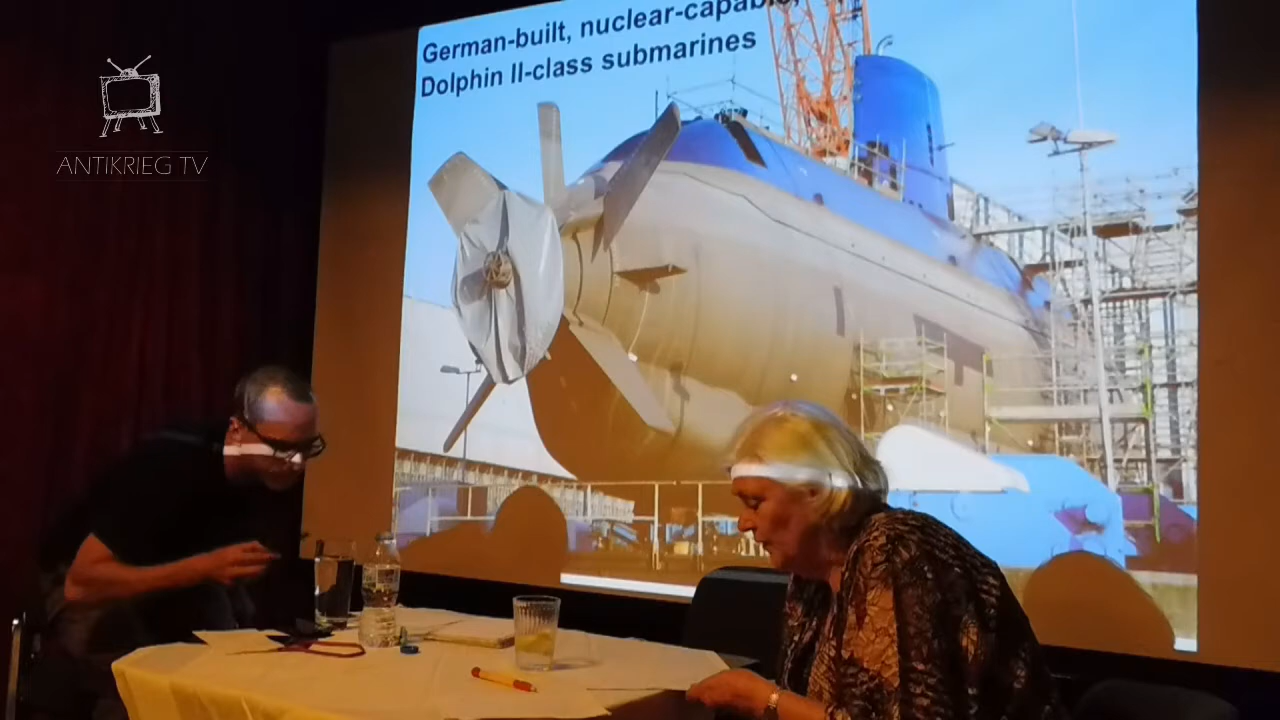 German-built, nuclear-capable,
Dolphin II-class submarines
ANTIKRIEG TV